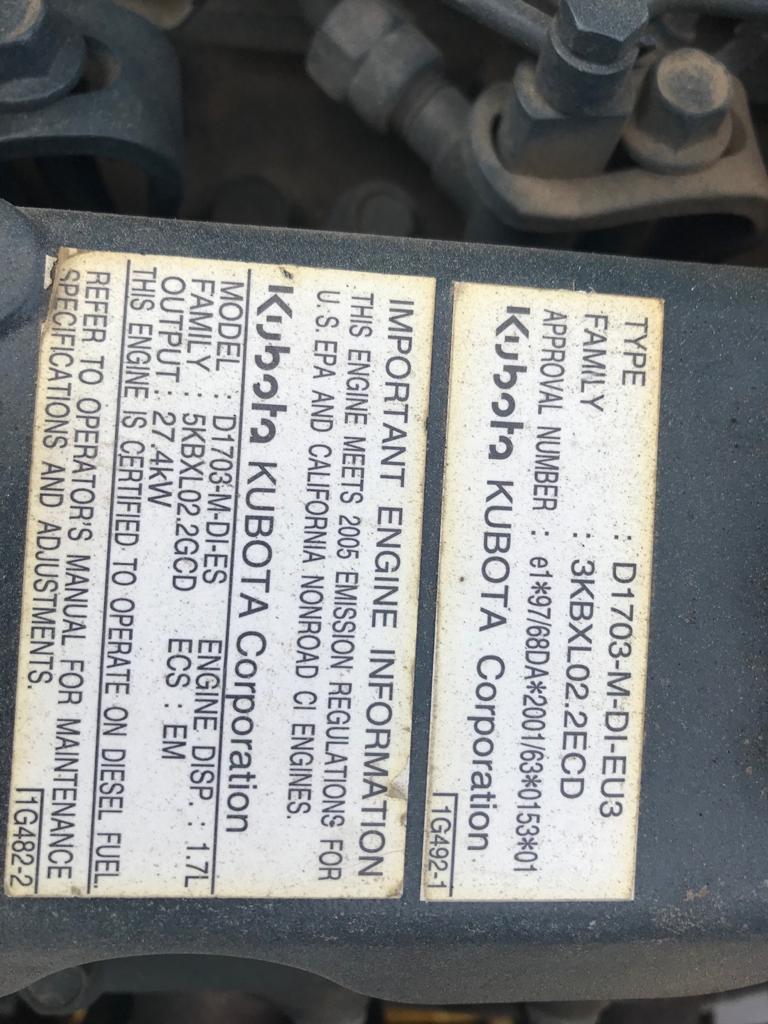 TYPE : D1703-M-DI-EU3
FAMILY : 3KBXL02.2ECD
APPROVAL NUMBER : e1*97/68DA*2001/63*0153*01
Kubota KUBOTA Corporation
1G492-1
IMPORTANT ENGINE INFORMATION
THIS ENGINE MEETS 2005 EMISSION REGULATIONS FOR
U.S. EPA AND CALIFORNIA NONROAD CI ENGINES.
Kubota KUBOTA Corporation
MODEL : D1703-M-DI-ES ENGINE DISP. : 1.7L
FAMILY : 5KBXL02.2GCD ECS : EM
OUTPUT : 27.4kW
THIS ENGINE IS CERTIFIED TO OPERATE ON DIESEL FUEL.
REFER TO OPERATOR'S MANUAL FOR MAINTENANCE
SPECIFICATIONS AND ADJUSTMENTS.
1G482-2